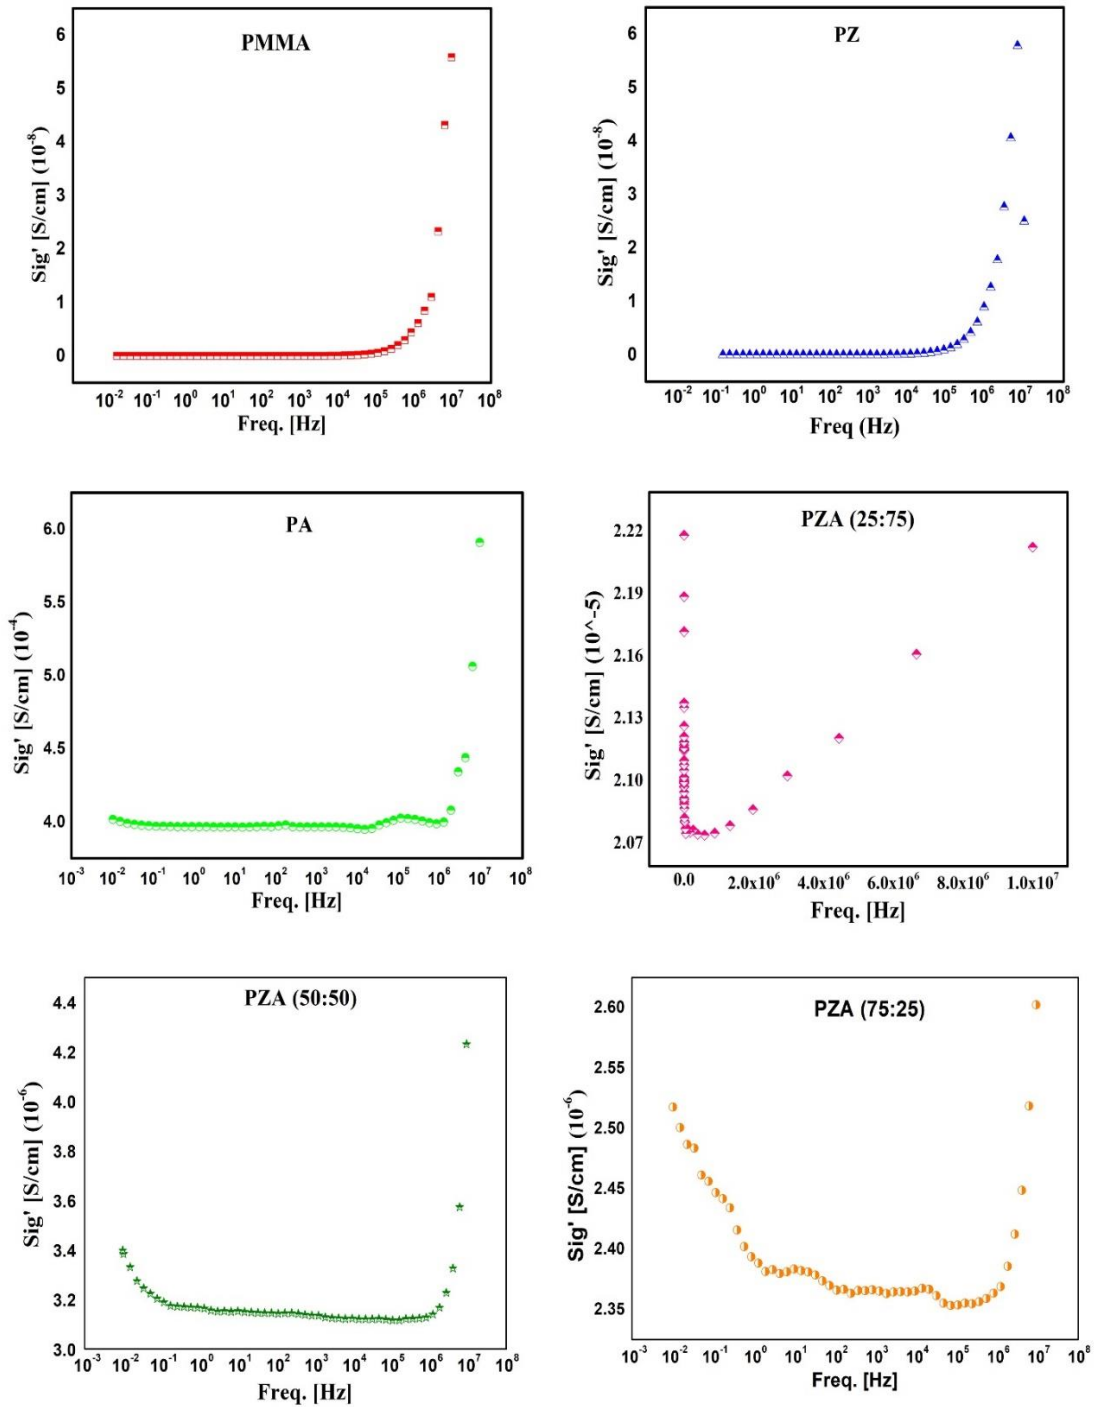 PMMA
Sig' [S/cm] (10⁻⁸)
6
5
4
3
2
1
0
10⁻² 10⁻¹ 10⁰ 10¹ 10² 10³ 10⁴ 10⁵ 10⁶ 10⁷ 10⁸
Freq. [Hz]
PZ
Sig' [S/cm] (10⁻⁸)
6
5
4
3
2
1
0
10⁻² 10⁻¹ 10⁰ 10¹ 10² 10³ 10⁴ 10⁵ 10⁶ 10⁷ 10⁸
Freq (Hz)
PA
Sig' [S/cm] (10⁻⁴)
6.0
5.5
5.0
4.5
4.0
10⁻³ 10⁻² 10⁻¹ 10⁰ 10¹ 10² 10³ 10⁴ 10⁵ 10⁶ 10⁷ 10⁸
Freq. [Hz]
PZA (25:75)
Sig' [S/cm] (10^-5)
2.22
2.19
2.16
2.13
2.10
2.07
0.0 2.0x10⁶ 4.0x10⁶ 6.0x10⁶ 8.0x10⁶ 1.0x10⁷
Freq. [Hz]
PZA (50:50)
Sig' [S/cm] (10⁻⁶)
4.4
4.2
4.0
3.8
3.6
3.4
3.2
3.0
10⁻³ 10⁻² 10⁻¹ 10⁰ 10¹ 10² 10³ 10⁴ 10⁵ 10⁶ 10⁷ 10⁸
Freq. [Hz]
PZA (75:25)
Sig' [S/cm] (10⁻⁶)
2.60
2.55
2.50
2.45
2.40
2.35
10⁻³ 10⁻² 10⁻¹ 10⁰ 10¹ 10² 10³ 10⁴ 10⁵ 10⁶ 10⁷ 10⁸
Freq. [Hz]